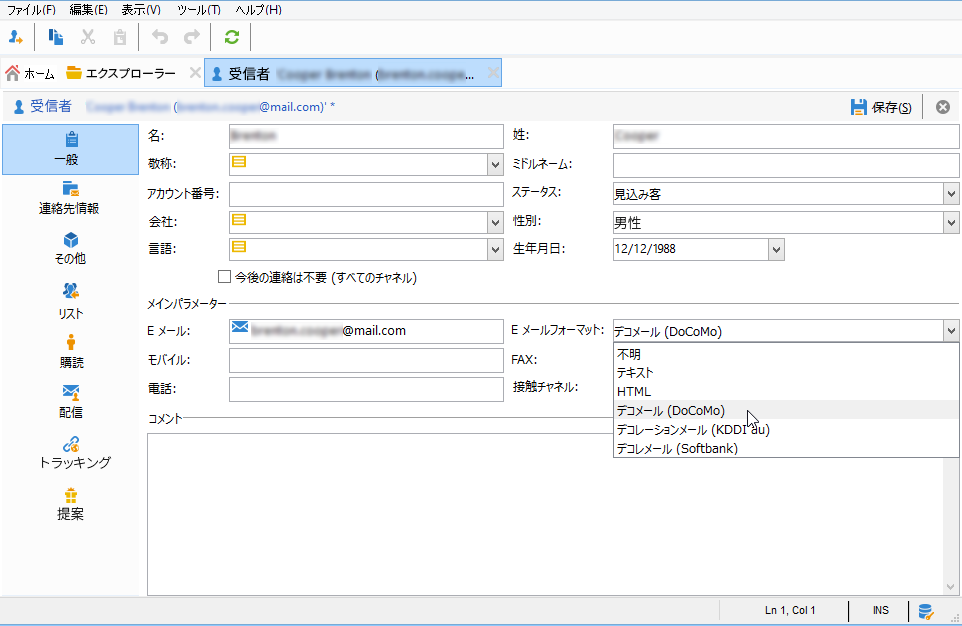 ファイル(F) 編集(E) 表示(V) ツール(T) ヘルプ(H)
ホーム エクスプローラー 受信者
受信者 @mail.com)' * 保存(S)
一般
連絡先情報
その他
リスト
購読
配信
トラッキング
提案
名: 姓:
敬称: ミドルネーム:
アカウント番号: ステータス: 見込み客
会社: 性別: 男性
言語: 生年月日: 12/12/1988
今後の連絡は不要 (すべてのチャネル)
メインパラメーター
E メール: @mail.com E メールフォーマット: デコメール (DoCoMo)
モバイル: FAX:
電話: 接触チャネル:
不明
テキスト
HTML
デコメール (DoCoMo)
デコレーションメール (KDDI au)
デコレメール (Softbank)
コメント
Ln 1, Col 1 INS